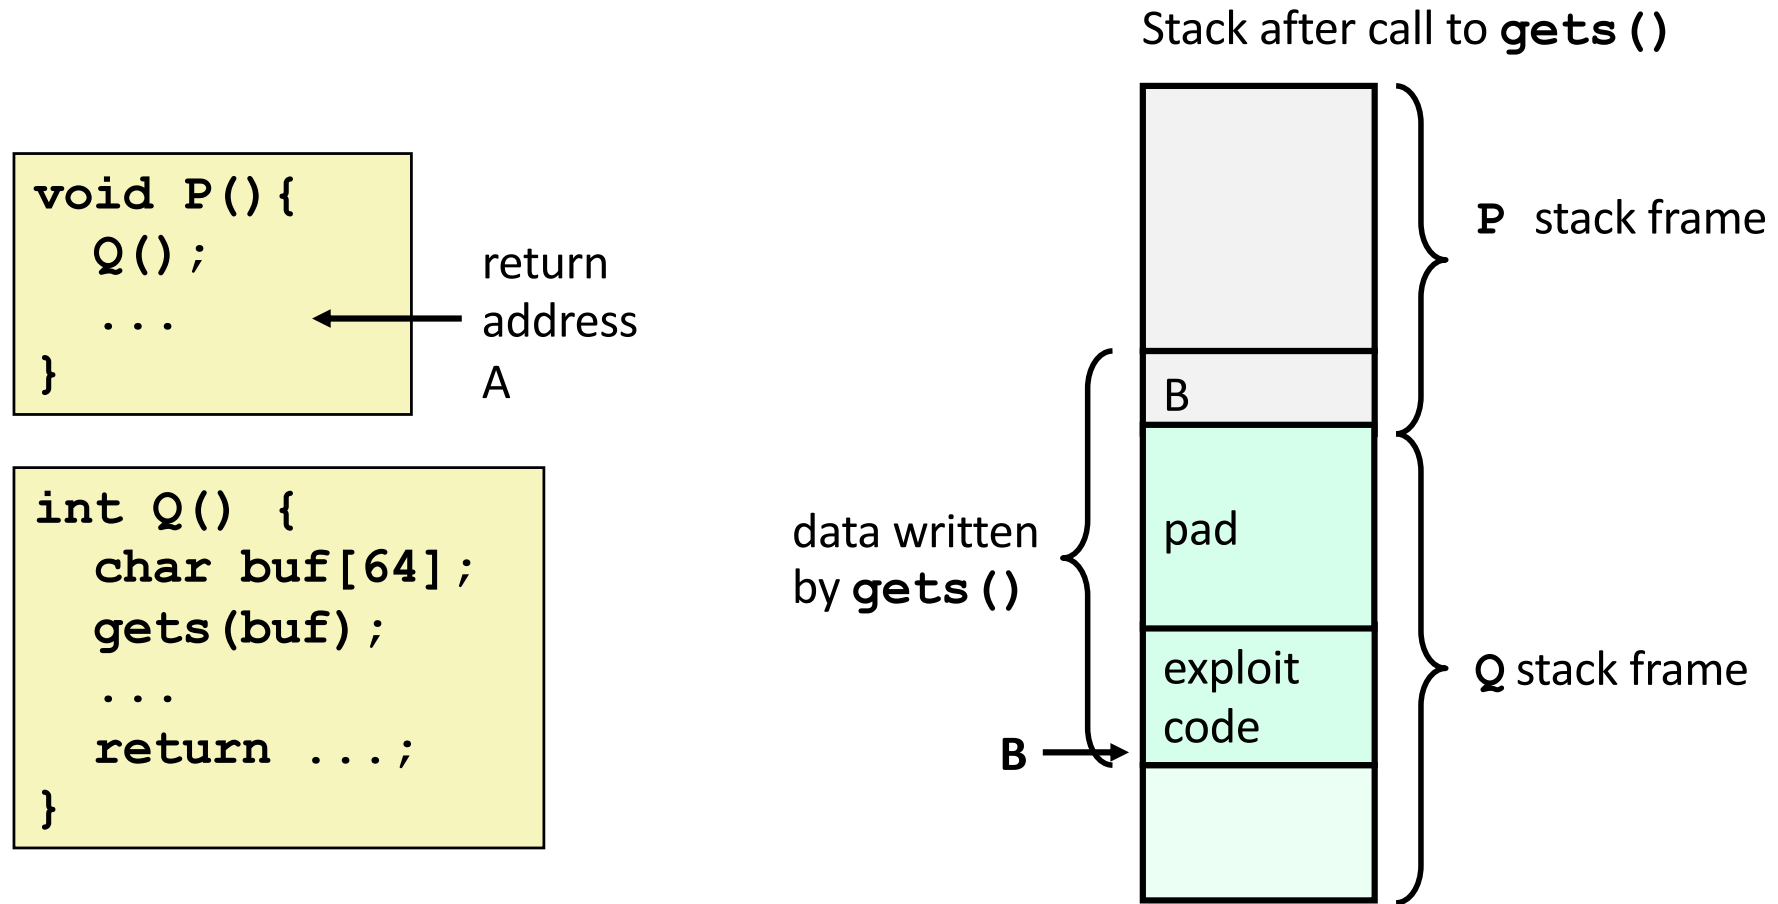 Stack after call to gets()
void P(){
  Q();
  ...
}
return
address
A
int Q() {
  char buf[64];
  gets(buf);
  ...
  return ...;
}
data written
by gets()
B
B
pad
exploit
code
P stack frame
Q stack frame